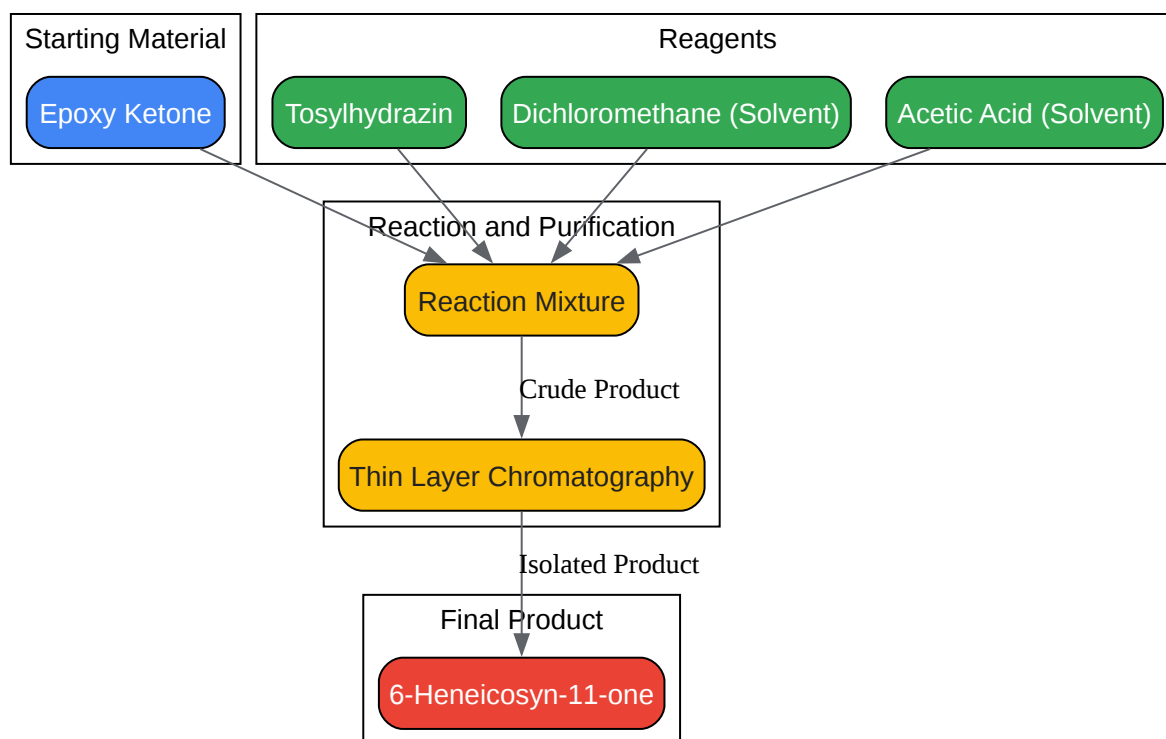 Starting Material
Reagents
Epoxy Ketone
Tosylhydrazin
Dichloromethane (Solvent)
Acetic Acid (Solvent)
Reaction and Purification
Reaction Mixture
Crude Product
Thin Layer Chromatography
Isolated Product
Final Product
6-Heneicosyn-11-one